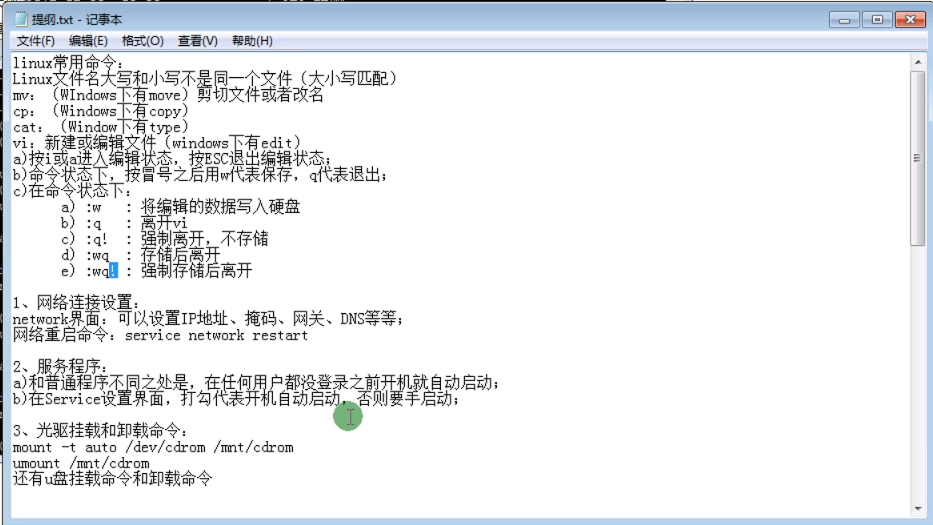 提纲.txt - 记事本
文件(F) 编辑(E) 格式(O) 查看(V) 帮助(H)
linux常用命令：
Linux文件名大写和小写不是同一个文件（大小写匹配）
mv：（WIndows下有move）剪切文件或者改名
cp：（Windows下有copy）
cat：（Window下有type）
vi：新建或编辑文件（windows下有edit）
a)按i或a进入编辑状态，按ESC退出编辑状态；
b)命令状态下，按冒号之后用w代表保存，q代表退出；
c)在命令状态下：
a) :w : 将编辑的数据写入硬盘
b) :q : 离开vi
c) :q! : 强制离开，不存储
d) :wq : 存储后离开
e) :wq! : 强制存储后离开
1、网络连接设置：
network界面：可以设置IP地址、掩码、网关、DNS等等；
网络重启命令：service network restart
2、服务程序：
a)和普通程序不同之处是，在任何用户都没登录之前开机就自动启动；
b)在Service设置界面，打勾代表开机自动启动，否则要手启动；
3、光驱挂载和卸载命令：
mount -t auto /dev/cdrom /mnt/cdrom
umount /mnt/cdrom
还有u盘挂载命令和卸载命令